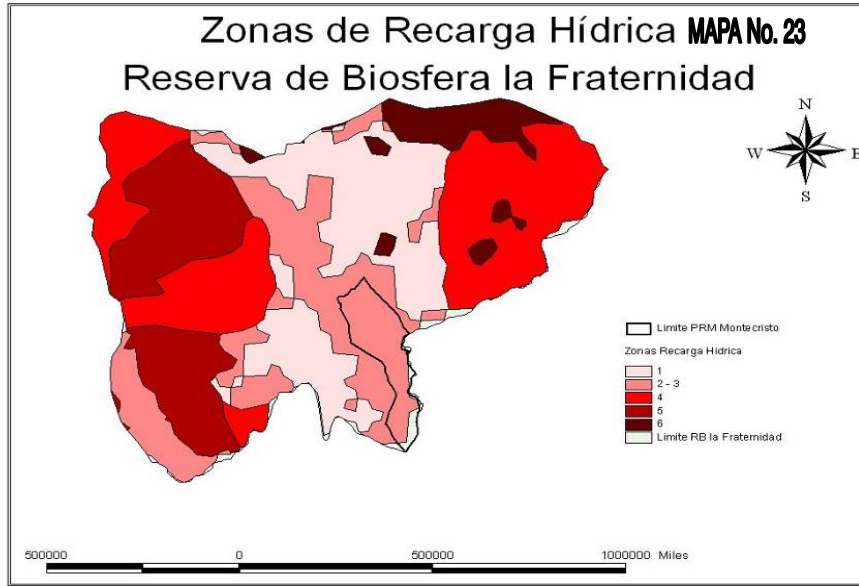 Zonas de Recarga Hídrica MAPA No. 23
Reserva de Biosfera la Fraternidad
N
W E
S
Limite PRM Montecristo
Zonas Recarga Hidrica
1
2 - 3
4
5
6
Limite RB la Fraternidad
500000 0 500000 1000000 Miles